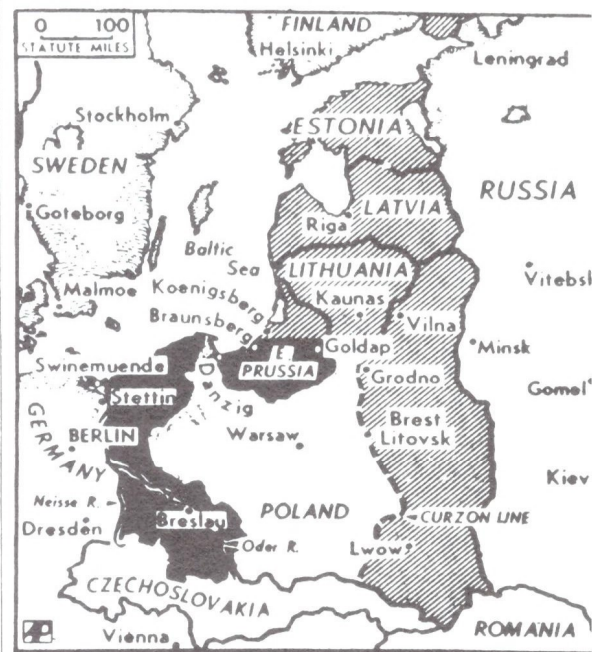 0 100
STATUTE MILES
FINLAND
Helsinki
Leningrad
Stockholm
ESTONIA
SWEDEN
RUSSIA
Goteborg
LATVIA
Riga
Baltic
Sea
LITHUANIA
Vitebsk
Malmoe
Koenigsberg
Kaunas
Braunsberg
Vilna
Goldap
Minsk
E.
PRUSSIA
Swinemuende
Danzig
Grodno
Stettin
Gomel
GERMANY
BERLIN
Warsaw
Brest
Litovsk
Kiev
Neisse R.
Breslau
POLAND
CURZON LINE
Dresden
Oder R.
Lwow
CZECHOSLOVAKIA
AP
Vienna
ROMANIA